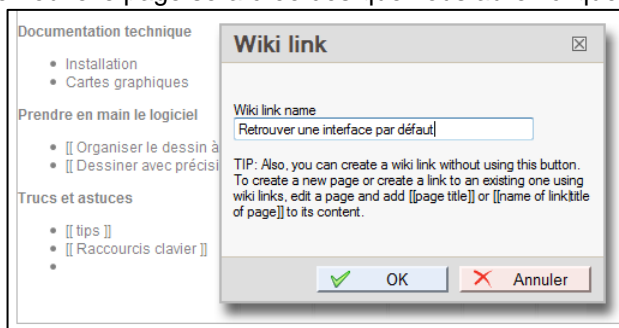 Documentation technique
Installation
Cartes graphiques
Prendre en main le logiciel
[[ Organiser le dessin à
[[ Dessiner avec précisi
Trucs et astuces
[[ tips ]]
[[ Raccourcis clavier ]]
Wiki link
Wiki link name
Retrouver une interface par défaut
TIP: Also, you can create a wiki link without using this button.
To create a new page or create a link to an existing one using
wiki links, edit a page and add [[page title]] or [[name of link|title
of page]] to its content.
OK
Annuler